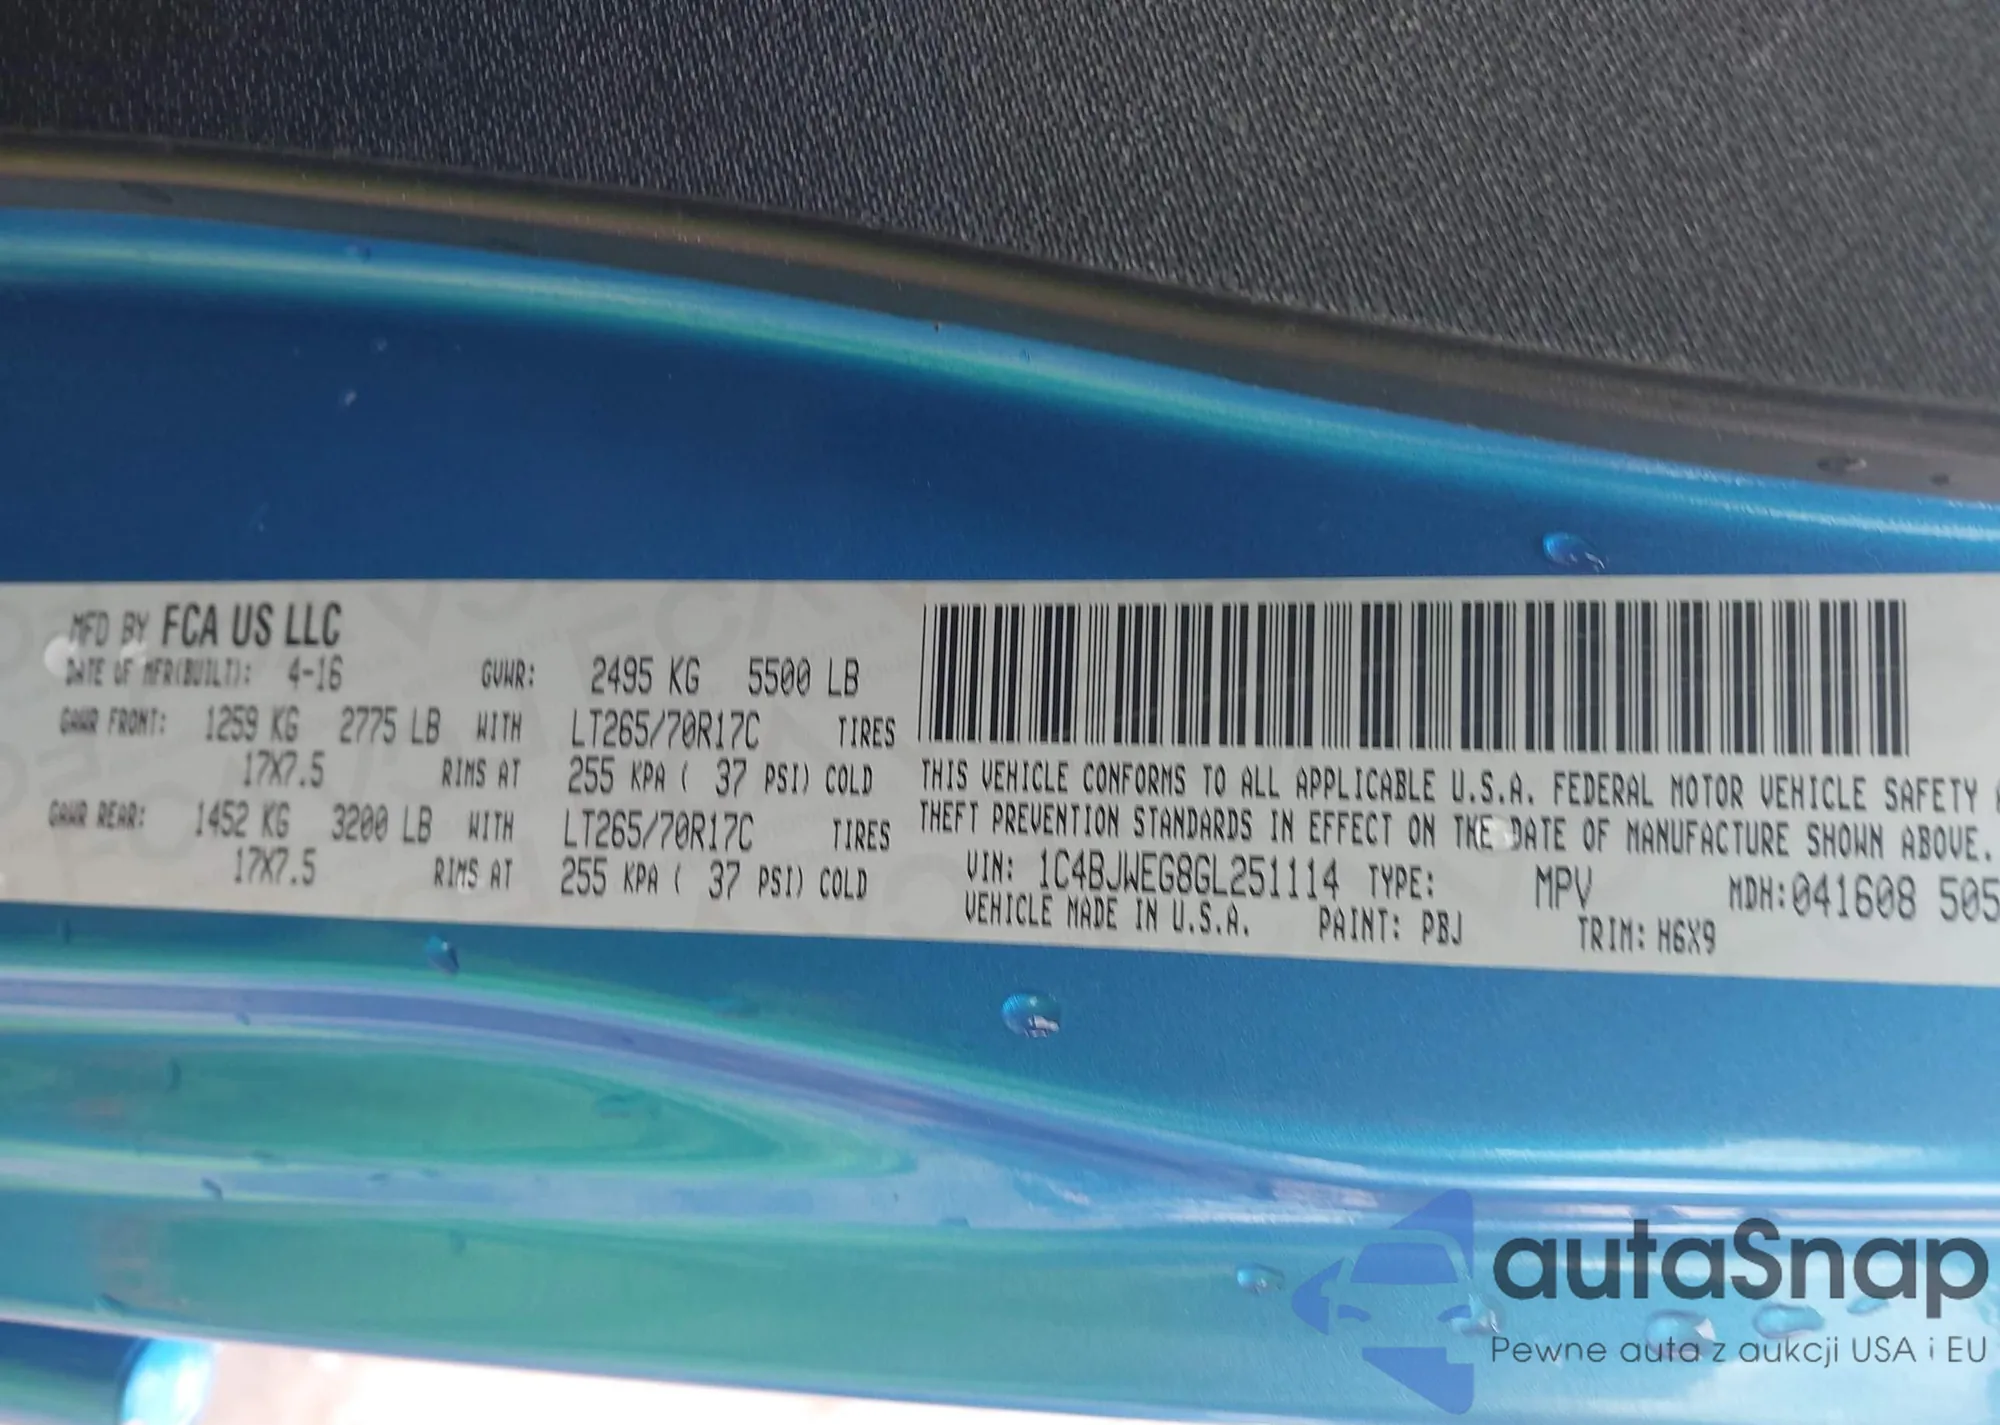 MFD BY FCA US LLC
DATE OF MFR(BUILT): 4-16 GVWR: 2495 KG 5500 LB
GAWR FRONT: 1259 KG 2775 LB WITH LT265/70R17C TIRES
17X7.5 RIMS AT 255 KPA ( 37 PSI) COLD
GAWR REAR: 1452 KG 3200 LB WITH LT265/70R17C TIRES
17X7.5 RIMS AT 255 KPA ( 37 PSI) COLD
THIS VEHICLE CONFORMS TO ALL APPLICABLE U.S.A. FEDERAL MOTOR VEHICLE SAFETY
THEFT PREVENTION STANDARDS IN EFFECT ON THE DATE OF MANUFACTURE SHOWN ABOVE.
VIN: 1C4BJWEG8GL251114 TYPE: MPV MDH:041608 505
VEHICLE MADE IN U.S.A. PAINT: PBJ TRIM: H6X9
autaSnap
Pewne auta z aukcji USA i EU